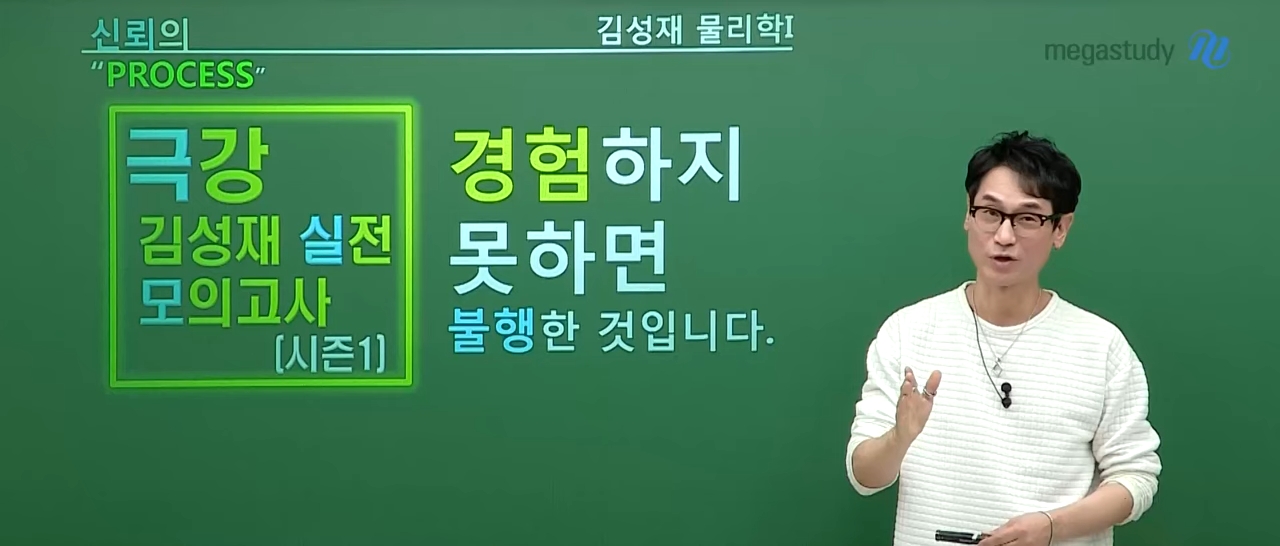 신뢰의
"PROCESS"
김성재 물리학I
megastudy
극강
김성재 실전
모의고사
(시즌1)
경험하지
못하면
불행한 것입니다.